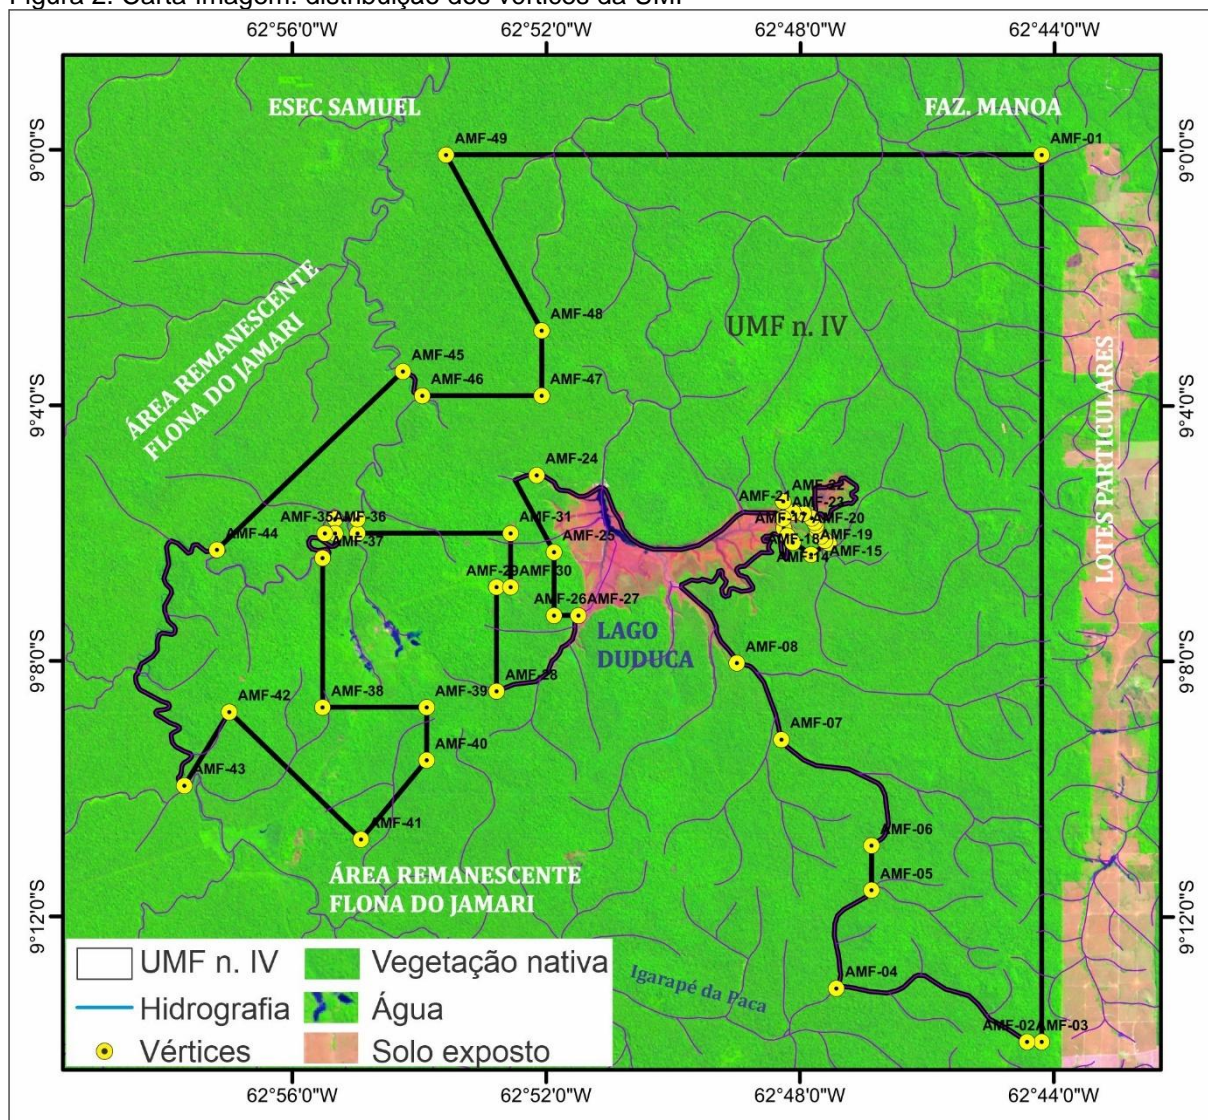 Figura 2. Carta-Imagem: distribuição dos vértices da UMF
62°56'0"W 62°52'0"W 62°48'0"W 62°44'0"W
ESEC SAMUEL
FAZ. MANOA
AMF-49
AMF-01
9°0'0"S
9°0'0"S
ÁREA REMANESCENTE
FLONA DO JAMARI
AMF-48
UMF n. IV
AMF-45
AMF-46
AMF-47
9°4'0"S
9°4'0"S
LOTES PARTICULARES
AMF-24
AMF-22
AMF-21
AMF-23
AMF-35
AMF-36
AMF-31
AMF-17
AMF-20
AMF-44
AMF-37
AMF-25
AMF-18
AMF-19
AMF-14
AMF-15
AMF-29
AMF-30
AMF-26
AMF-27
LAGO
DUDUCA
AMF-08
9°8'0"S
9°8'0"S
AMF-28
AMF-42
AMF-38
AMF-39
AMF-07
AMF-40
AMF-43
AMF-41
AMF-06
ÁREA REMANESCENTE
FLONA DO JAMARI
AMF-05
9°12'0"S
9°12'0"S
AMF-04
Igarapé da Paca
AMF-02
AMF-03
UMF n. IV
Vegetação nativa
Hidrografia
Água
Vértices
Solo exposto
62°56'0"W 62°52'0"W 62°48'0"W 62°44'0"W